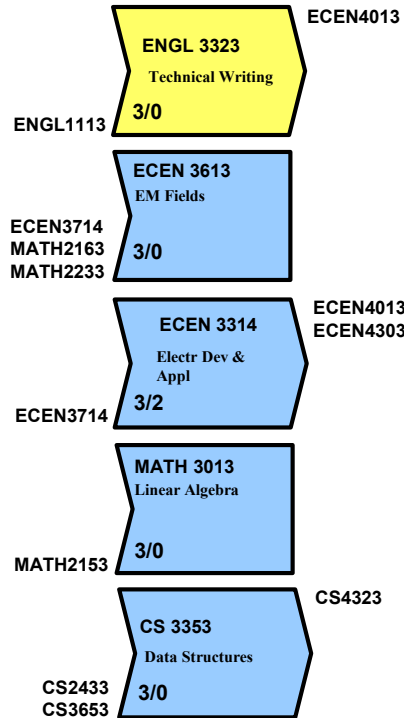 ECEN4013
ENGL 3323
Technical Writing
3/0
ENGL1113
ECEN 3613
EM Fields
ECEN3714
MATH2163
3/0
MATH2233
ECEN4013
ECEN 3314
ECEN4303
Electr Dev &
Appl
3/2
ECEN3714
MATH 3013
Linear Algebra
3/0
MATH2153
CS4323
CS 3353
Data Structures
CS2433
3/0
CS3653